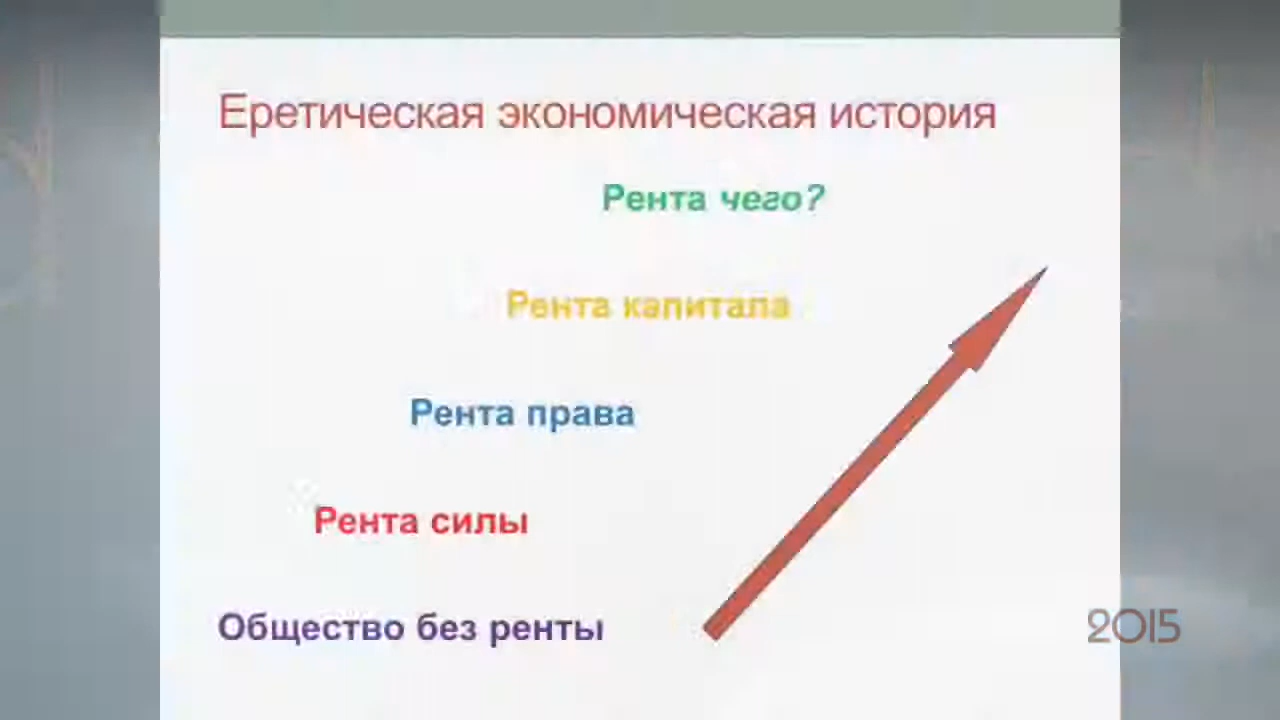 Еретическая экономическая история
Рента чего?
Рента капитала
Рента права
Рента силы
Общество без ренты
2015